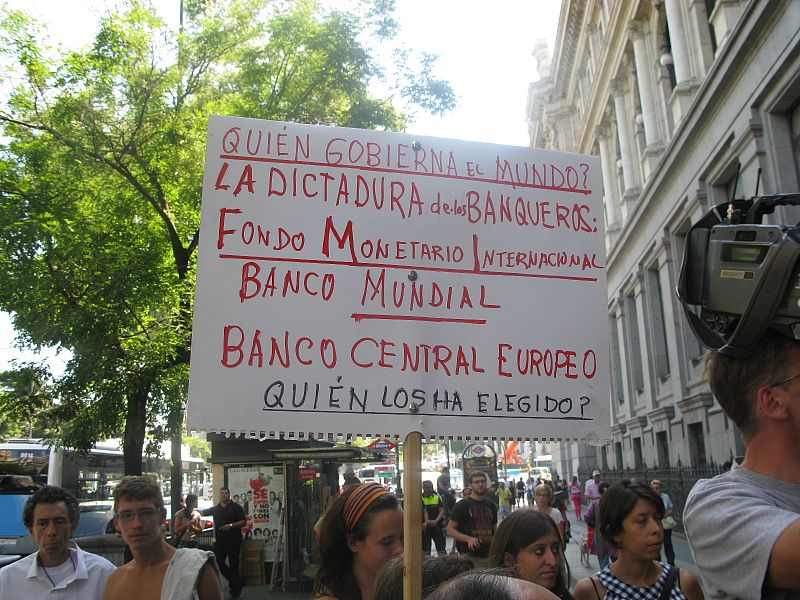 QUIÉN GOBIERNA EL MUNDO?
LA DICTADURA de los BANQUEROS:
FONDO MONETARIO INTERNACIONAL
BANCO MUNDIAL
BANCO CENTRAL EUROPEO
QUIÉN LOS HA ELEGIDO?